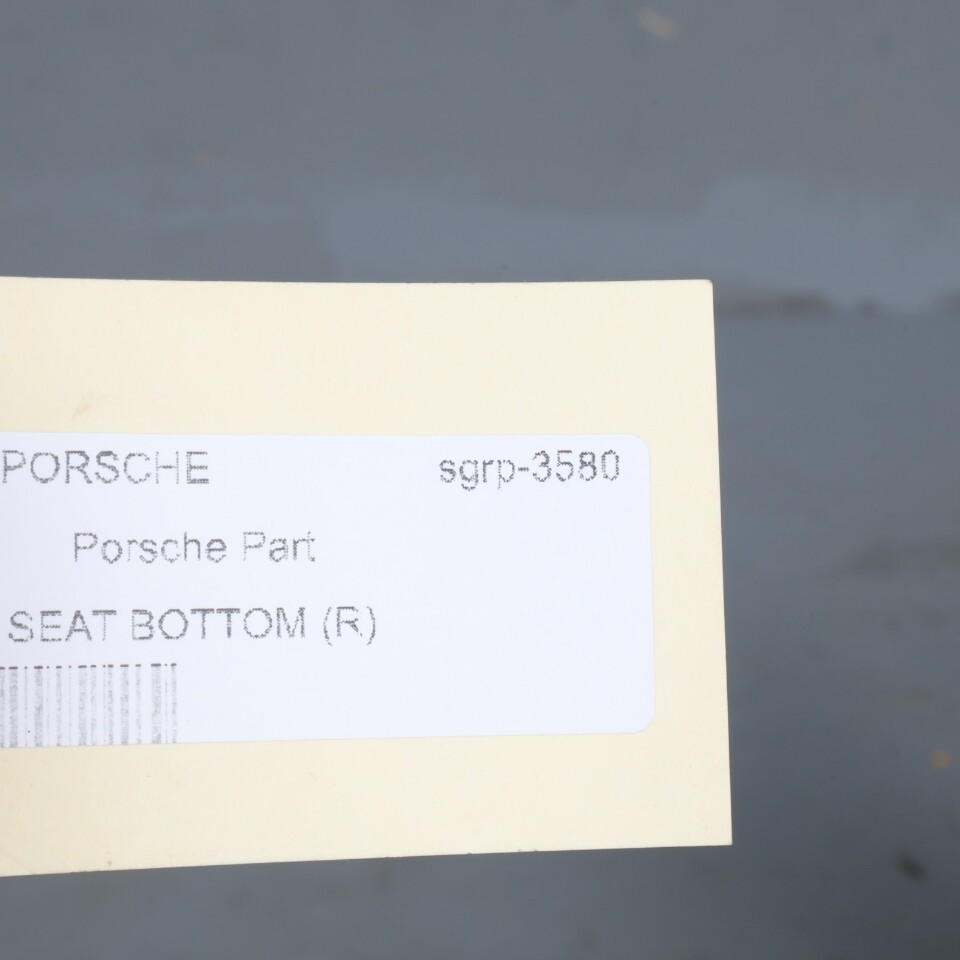 PORSCHE sgrp-3580
Porsche Part
SEAT BOTTOM (R)